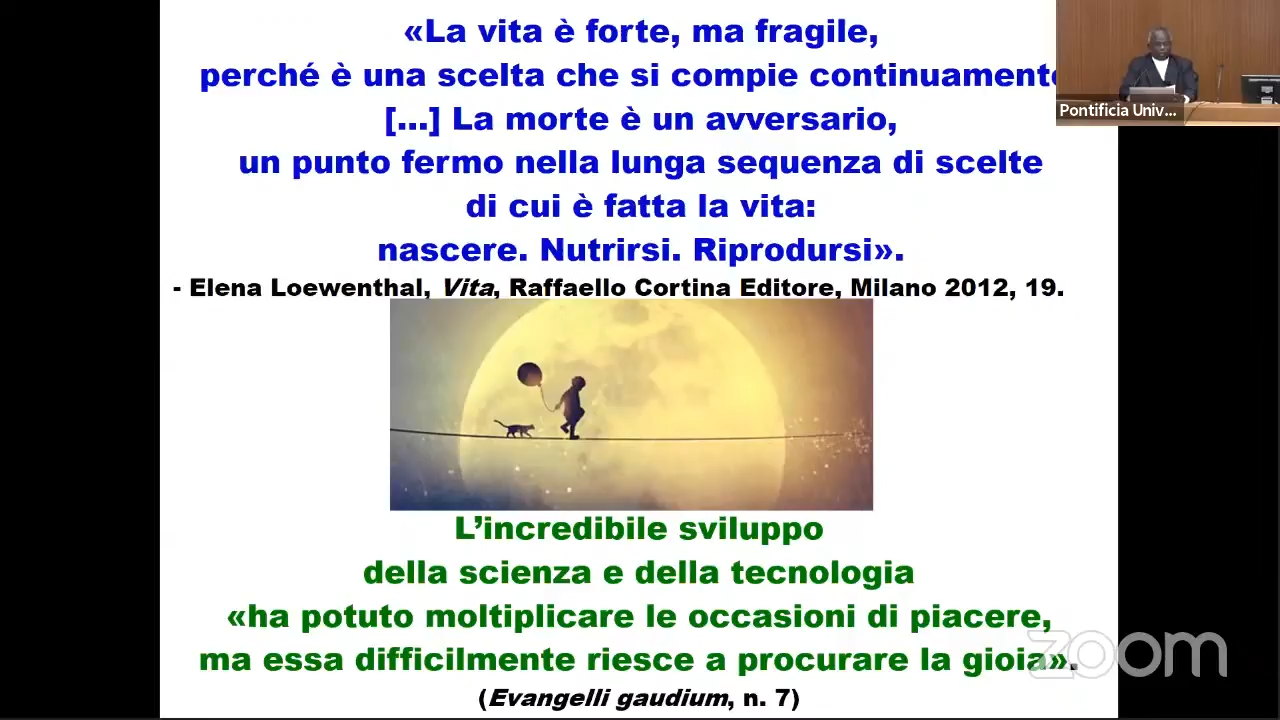 «La vita è forte, ma fragile,
perché è una scelta che si compie continuamente
[...] La morte è un avversario,
un punto fermo nella lunga sequenza di scelte
di cui è fatta la vita:
nascere. Nutrirsi. Riprodursi».
- Elena Loewenthal, Vita, Raffaello Cortina Editore, Milano 2012, 19.
L’incredibile sviluppo
della scienza e della tecnologia
«ha potuto moltiplicare le occasioni di piacere,
ma essa difficilmente riesce a procurare la gioia».
(Evangelli gaudium, n. 7)
Pontificia Univ...
zoom